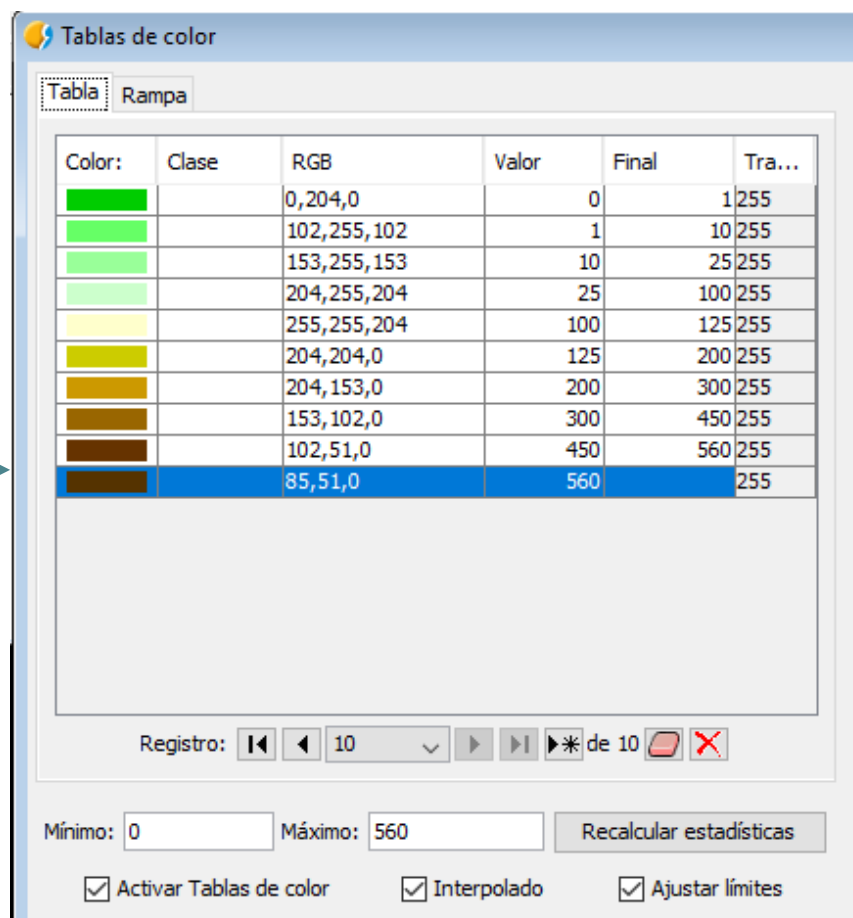 Tablas de color
Tabla Rampa
Color: Clase RGB Valor Final Tra...
0,204,0 0 1 255
102,255,102 1 10 255
153,255,153 10 25 255
204,255,204 25 100 255
255,255,204 100 125 255
204,204,0 125 200 255
204,153,0 200 300 255
153,102,0 300 450 255
102,51,0 450 560 255
85,51,0 560 255
Registro: 10 de 10
Mínimo: 0 Máximo: 560 Recalcular estadísticas
Activar Tablas de color Interpolado Ajustar límites